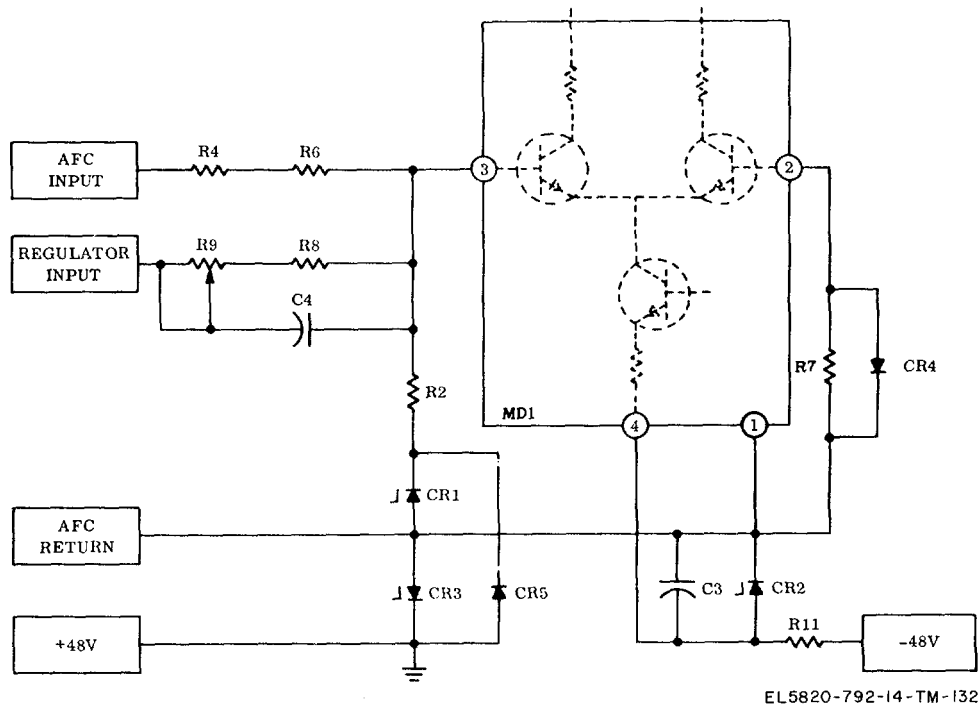 AFC
INPUT
R4
R6
3
2
REGULATOR
INPUT
R9
R8
C4
R2
R7
CR4
MD1
4
1
CR1
AFC
RETURN
CR3
CR5
C3
CR2
+48V
R11
-48V
EL5820-792-14-TM-132